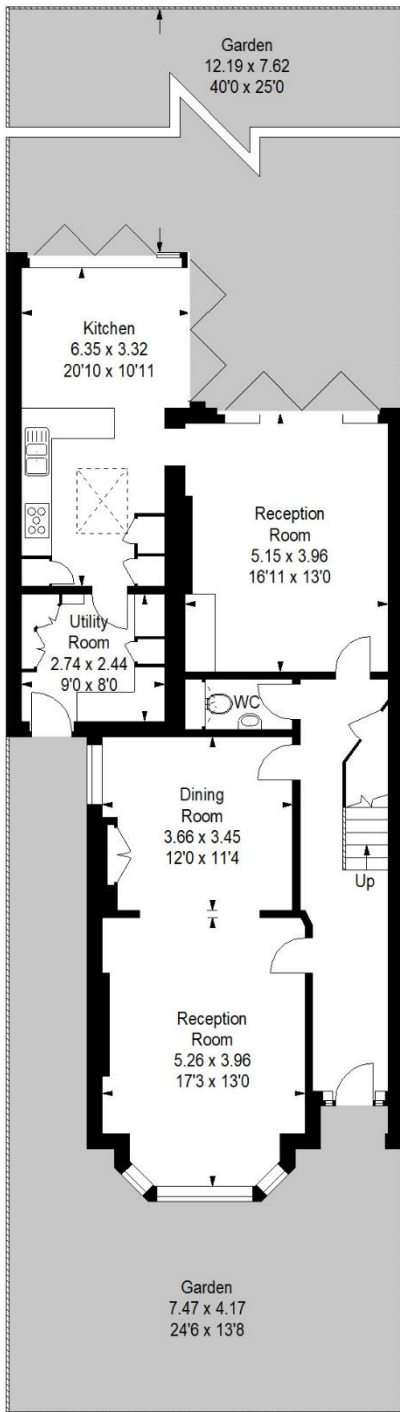 Garden
12.19 x 7.62
40'0 x 25'0
Kitchen
6.35 x 3.32
20'10 x 10'11
Reception
Room
5.15 x 3.96
16'11 x 13'0
Utility
Room
2.74 x 2.44
9'0 x 8'0
WC
Dining
Room
3.66 x 3.45
12'0 x 11'4
Up
Reception
Room
5.26 x 3.96
17'3 x 13'0
Garden
7.47 x 4.17
24'6 x 13'8